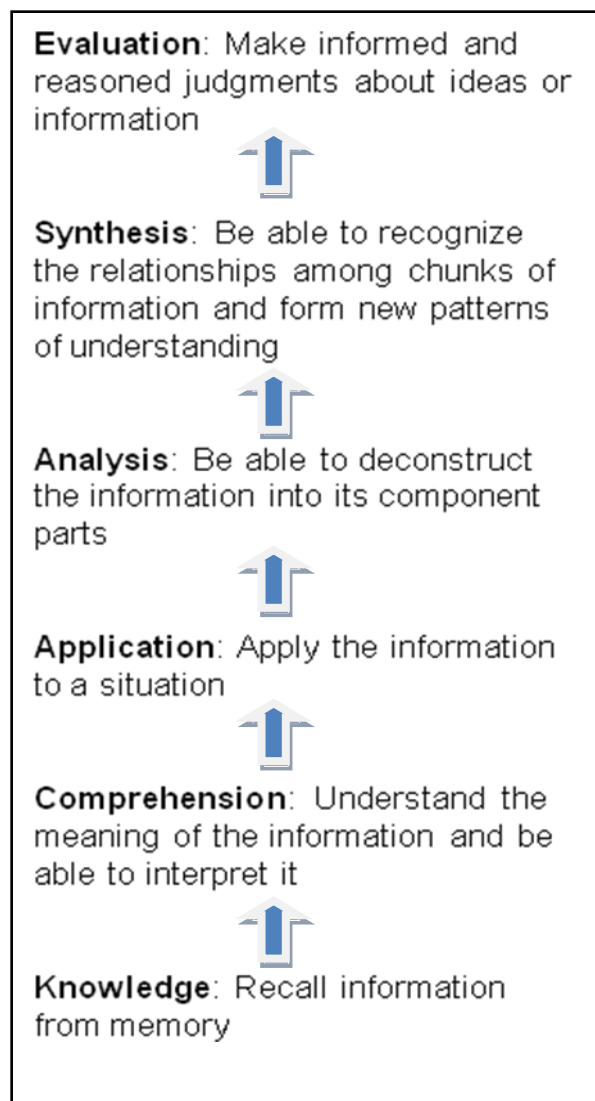 Evaluation: Make informed and
reasoned judgments about ideas or
information
Synthesis: Be able to recognize
the relationships among chunks of
information and form new patterns
of understanding
Analysis: Be able to deconstruct
the information into its component
parts
Application: Apply the information
to a situation
Comprehension: Understand the
meaning of the information and be
able to interpret it
Knowledge: Recall information
from memory